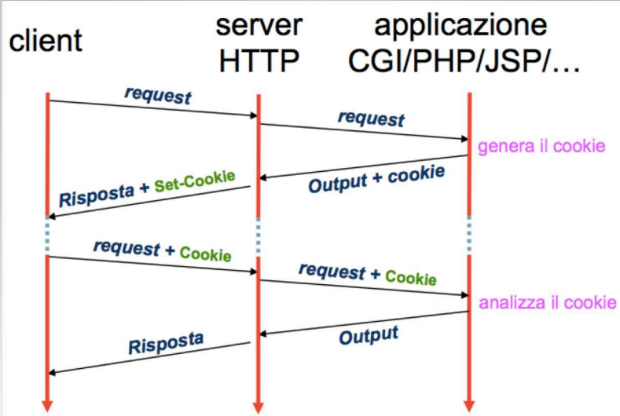 client
server
HTTP
applicazione
CGI/PHP/JSP/…
request
request
genera il cookie
Output + cookie
Risposta + Set-Cookie
request + Cookie
request + Cookie
analizza il cookie
Output
Risposta